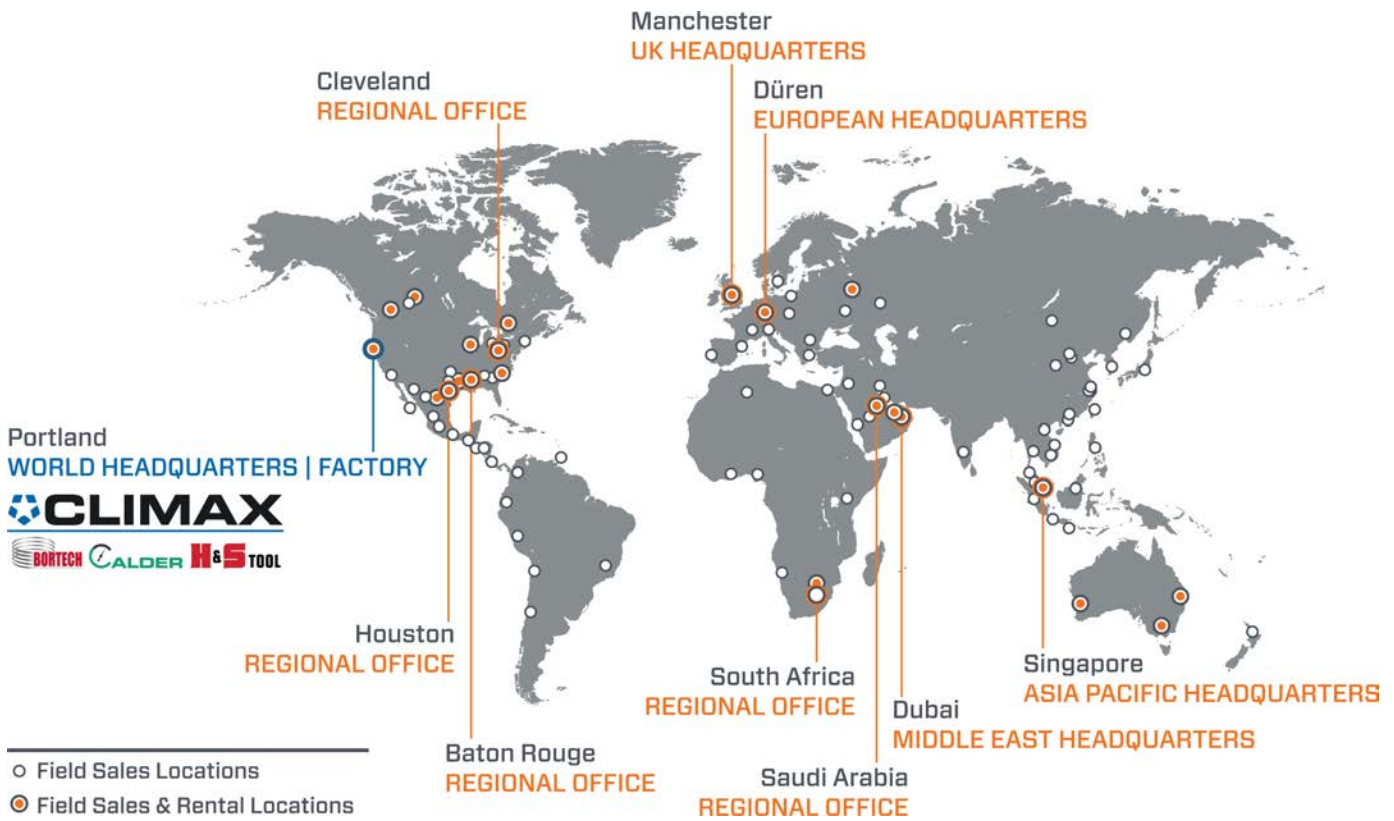 Manchester
UK HEADQUARTERS
Cleveland
REGIONAL OFFICE
Düren
EUROPEAN HEADQUARTERS
Portland
WORLD HEADQUARTERS | FACTORY
CLIMAX
BORTECH CALDER H&S TOOL
Houston
REGIONAL OFFICE
South Africa
REGIONAL OFFICE
Singapore
ASIA PACIFIC HEADQUARTERS
Dubai
MIDDLE EAST HEADQUARTERS
Baton Rouge
REGIONAL OFFICE
Saudi Arabia
REGIONAL OFFICE
Field Sales Locations
Field Sales & Rental Locations